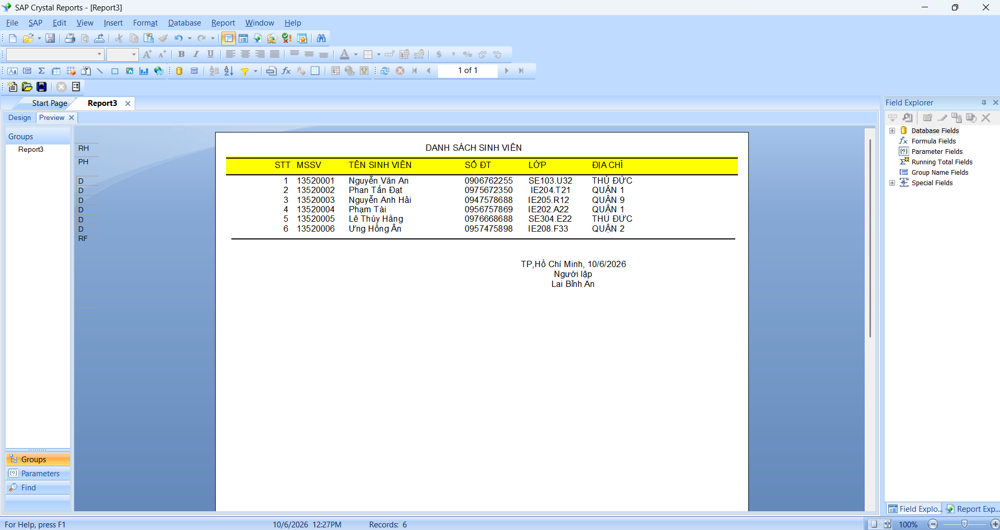 SAP Crystal Reports - [Report3]
File SAP Edit View Insert Format Database Report Window Help
1 of 1
Start Page Report3
Design Preview
Groups
Report3
RH
PH
D
D
D
D
D
D
RF
DANH SÁCH SINH VIÊN
STT MSSV TÊN SINH VIÊN SỐ ĐT LỚP ĐỊA CHỈ
1 13520001 Nguyễn Văn An 0906762255 SE103.U32 THỦ ĐỨC
2 13520002 Phan Tấn Đạt 0975672350 IE204.T21 QUẬN 1
3 13520003 Nguyễn Anh Hải 0947578688 IE205.R12 QUẬN 9
4 13520004 Phạm Tài 0956757869 IE202.A22 QUẬN 1
5 13520005 Lê Thúy Hằng 0976668688 SE304.E22 THỦ ĐỨC
6 13520006 Ưng Hồng Ân 0957475898 IE208.F33 QUẬN 2
TP,Hồ Chí Minh, 10/6/2026
Người lập
Lai Bỉnh An
Groups
Parameters
Find
Field Explorer
Database Fields
Formula Fields
Parameter Fields
Running Total Fields
Group Name Fields
Special Fields
Field Explo... Report Exp...
For Help, press F1 10/6/2026 12:27PM Records: 6 100%